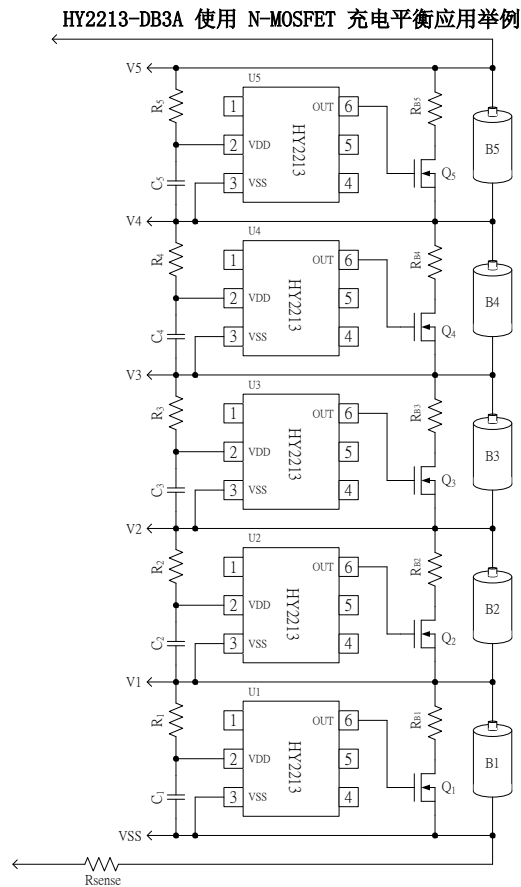 HY2213-DB3A 使用 N-MOSFET 充电平衡应用举例
V5
U5
R5
1
OUT 6
RB5
2 VDD
HY2213
5
B5
C5
3 VSS
4
Q5
V4
U4
R4
1
OUT 6
RB4
2 VDD
HY2213
5
B4
C4
3 VSS
4
Q4
V3
U3
R3
1
OUT 6
RB3
2 VDD
HY2213
5
B3
C3
3 VSS
4
Q3
V2
U2
R2
1
OUT 6
RB2
2 VDD
HY2213
5
B2
C2
3 VSS
4
Q2
V1
U1
R1
1
OUT 6
RB1
2 VDD
HY2213
5
B1
C1
3 VSS
4
Q1
VSS
Rsense